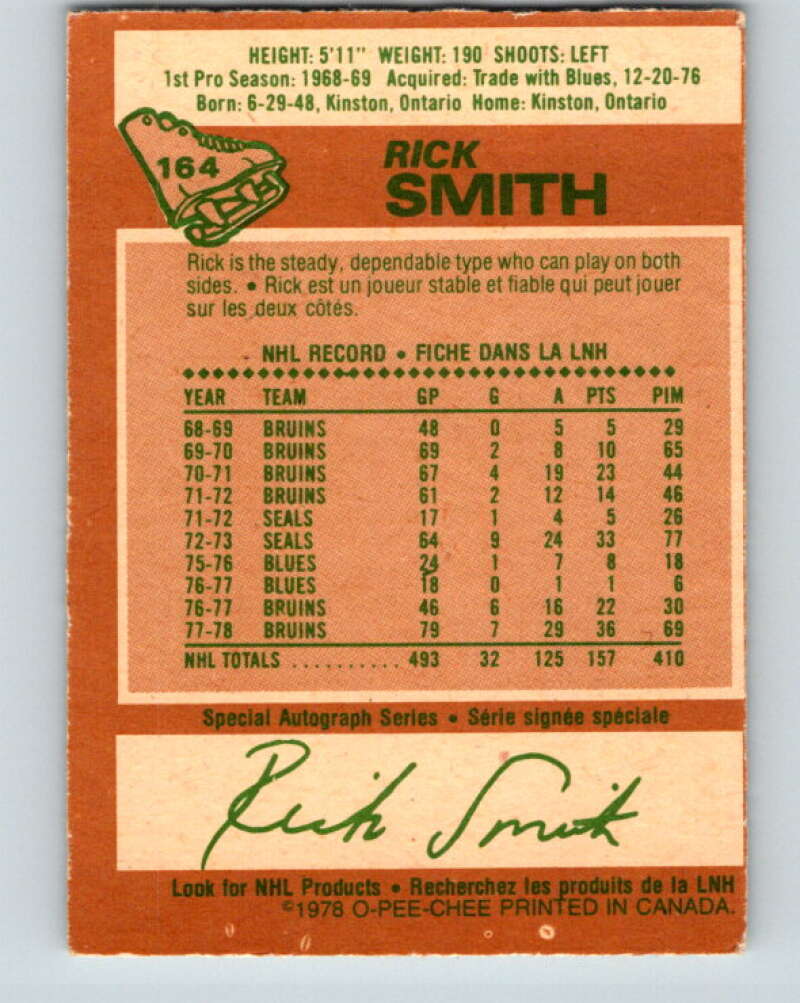 HEIGHT: 5'11" WEIGHT: 190 SHOOTS: LEFT
1st Pro Season: 1968-69 Acquired: Trade with Blues, 12-20-76
Born: 6-29-48, Kinston, Ontario Home: Kinston, Ontario
164
RICK
SMITH
Rick is the steady, dependable type who can play on both
sides. • Rick est un joueur stable et fiable qui peut jouer
sur les deux côtés.
NHL RECORD • FICHE DANS LA LNH
YEAR TEAM GP G A PTS PIM
68-69 BRUINS 48 0 5 5 29
69-70 BRUINS 69 2 8 10 65
70-71 BRUINS 67 4 19 23 44
71-72 BRUINS 61 2 12 14 46
71-72 SEALS 17 1 4 5 26
72-73 SEALS 64 9 24 33 77
75-76 BLUES 24 1 7 8 18
76-77 BLUES 18 0 1 1 6
76-77 BRUINS 46 6 16 22 30
77-78 BRUINS 79 7 29 36 69
NHL TOTALS .......... 493 32 125 157 410
Special Autograph Series • Série signée spéciale
Rick Smith
Look for NHL Products • Recherchez les produits de la LNH
©1978 O-PEE-CHEE PRINTED IN CANADA.